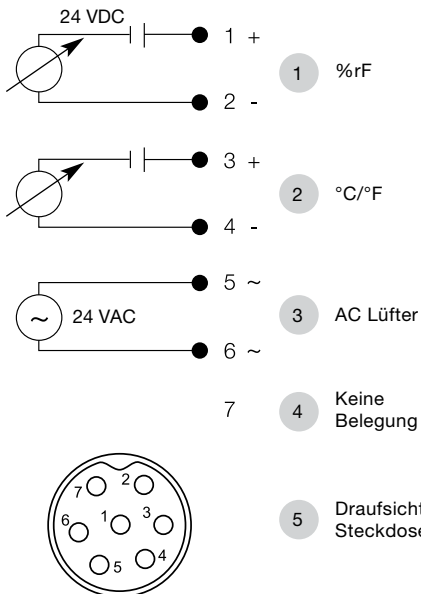 24 VDC
1 +
2 -
1 %rF
3 +
4 -
2 °C/°F
5 ~
~ 24 VAC
6 ~
3 AC Lüfter
7
4 Keine
Belegung
7 2
6 1 3
5 4
5 Draufsicht
Steckdose